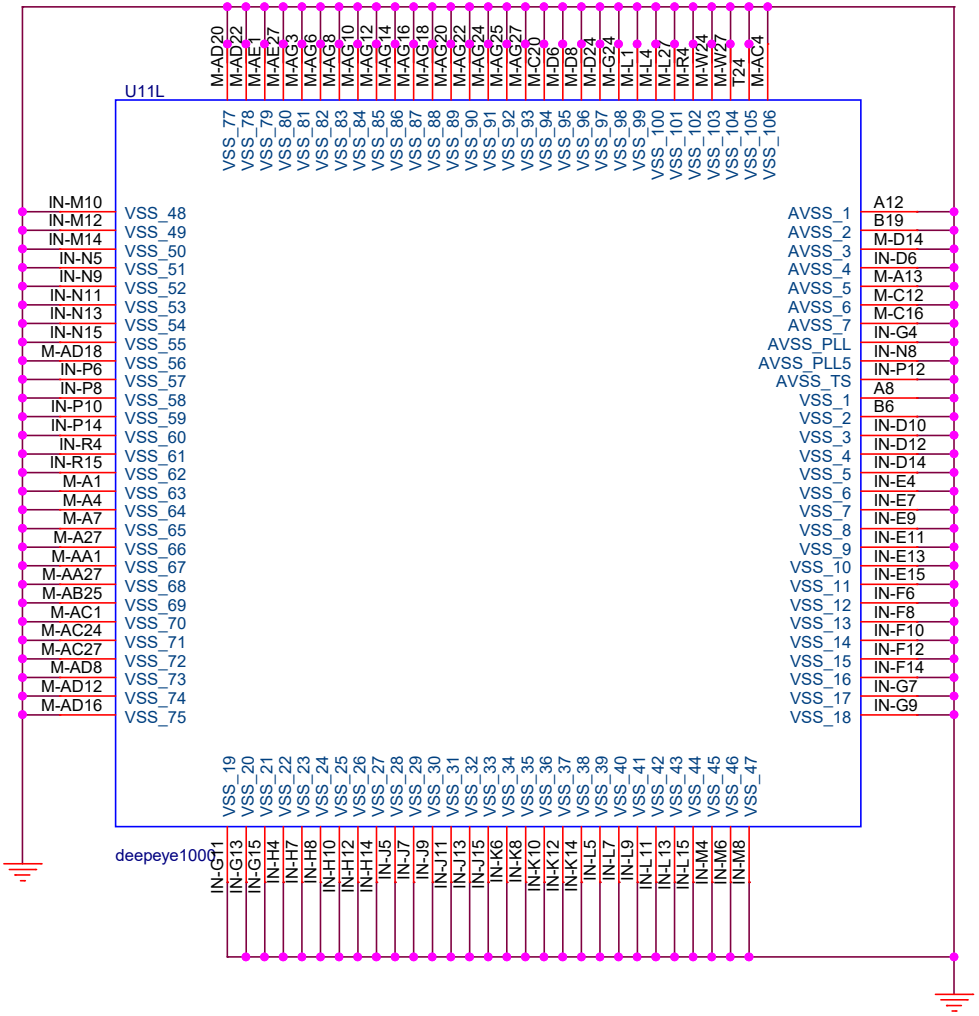 M-AD20
M-AD22
M-AE1
M-AE27
M-AG3
M-AG6
M-AG8
M-AG10
M-AG12
M-AG14
M-AG16
M-AG18
M-AG20
M-AG22
M-AG24
M-AG25
M-AG27
M-C20
M-D6
M-D8
M-D24
M-G24
M-L1
M-L4
M-L27
M-R4
M-W24
M-W27
T24
M-AC4
U11L
VSS_77
VSS_78
VSS_79
VSS_80
VSS_81
VSS_82
VSS_83
VSS_84
VSS_85
VSS_86
VSS_87
VSS_88
VSS_89
VSS_90
VSS_91
VSS_92
VSS_93
VSS_94
VSS_95
VSS_96
VSS_97
VSS_98
VSS_99
VSS_100
VSS_101
VSS_102
VSS_103
VSS_104
VSS_105
VSS_106
IN-M10 VSS_48
IN-M12 VSS_49
IN-M14 VSS_50
IN-N5 VSS_51
IN-N9 VSS_52
IN-N11 VSS_53
IN-N13 VSS_54
IN-N15 VSS_55
M-AD18 VSS_56
IN-P6 VSS_57
IN-P8 VSS_58
IN-P10 VSS_59
IN-P14 VSS_60
IN-R4 VSS_61
IN-R15 VSS_62
M-A1 VSS_63
M-A4 VSS_64
M-A7 VSS_65
M-A27 VSS_66
M-AA1 VSS_67
M-AA27 VSS_68
M-AB25 VSS_69
M-AC1 VSS_70
M-AC24 VSS_71
M-AC27 VSS_72
M-AD8 VSS_73
M-AD12 VSS_74
M-AD16 VSS_75
AVSS_1 A12
AVSS_2 B19
AVSS_3 M-D14
AVSS_4 IN-D6
AVSS_5 M-A13
AVSS_6 M-C12
AVSS_7 M-C16
AVSS_PLL IN-G4
AVSS_PLL5 IN-N8
AVSS_TS IN-P12
VSS_1 A8
VSS_2 B6
VSS_3 IN-D10
VSS_4 IN-D12
VSS_5 IN-D14
VSS_6 IN-E4
VSS_7 IN-E7
VSS_8 IN-E9
VSS_9 IN-E11
VSS_10 IN-E13
VSS_11 IN-E15
VSS_12 IN-F6
VSS_13 IN-F8
VSS_14 IN-F10
VSS_15 IN-F12
VSS_16 IN-F14
VSS_17 IN-G7
VSS_18 IN-G9
VSS_19
VSS_20
VSS_21
VSS_22
VSS_23
VSS_24
VSS_25
VSS_26
VSS_27
VSS_28
VSS_29
VSS_30
VSS_31
VSS_32
VSS_33
VSS_34
VSS_35
VSS_36
VSS_37
VSS_38
VSS_39
VSS_40
VSS_41
VSS_42
VSS_43
VSS_44
VSS_45
VSS_46
VSS_47
deepeye1000
IN-G11
IN-G13
IN-G15
IN-H4
IN-H7
IN-H8
IN-H10
IN-H12
IN-H14
IN-J5
IN-J7
IN-J9
IN-J11
IN-J13
IN-J15
IN-K6
IN-K8
IN-K10
IN-K12
IN-K14
IN-L5
IN-L7
IN-L9
IN-L11
IN-L13
IN-L15
IN-M4
IN-M6
IN-M8